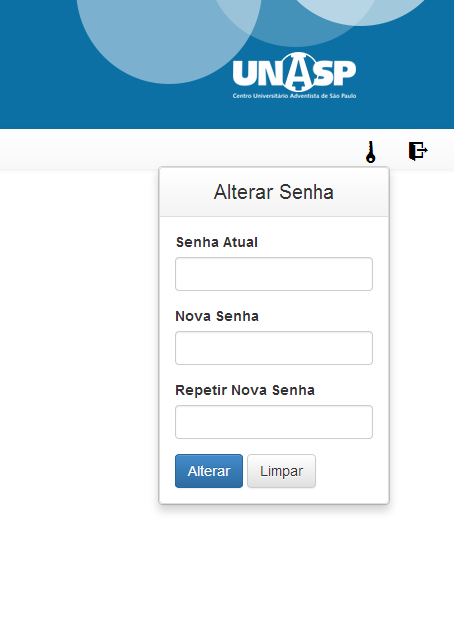 UNASP
Centro Universitário Adventista de São Paulo
Alterar Senha
Senha Atual
Nova Senha
Repetir Nova Senha
Alterar Limpar